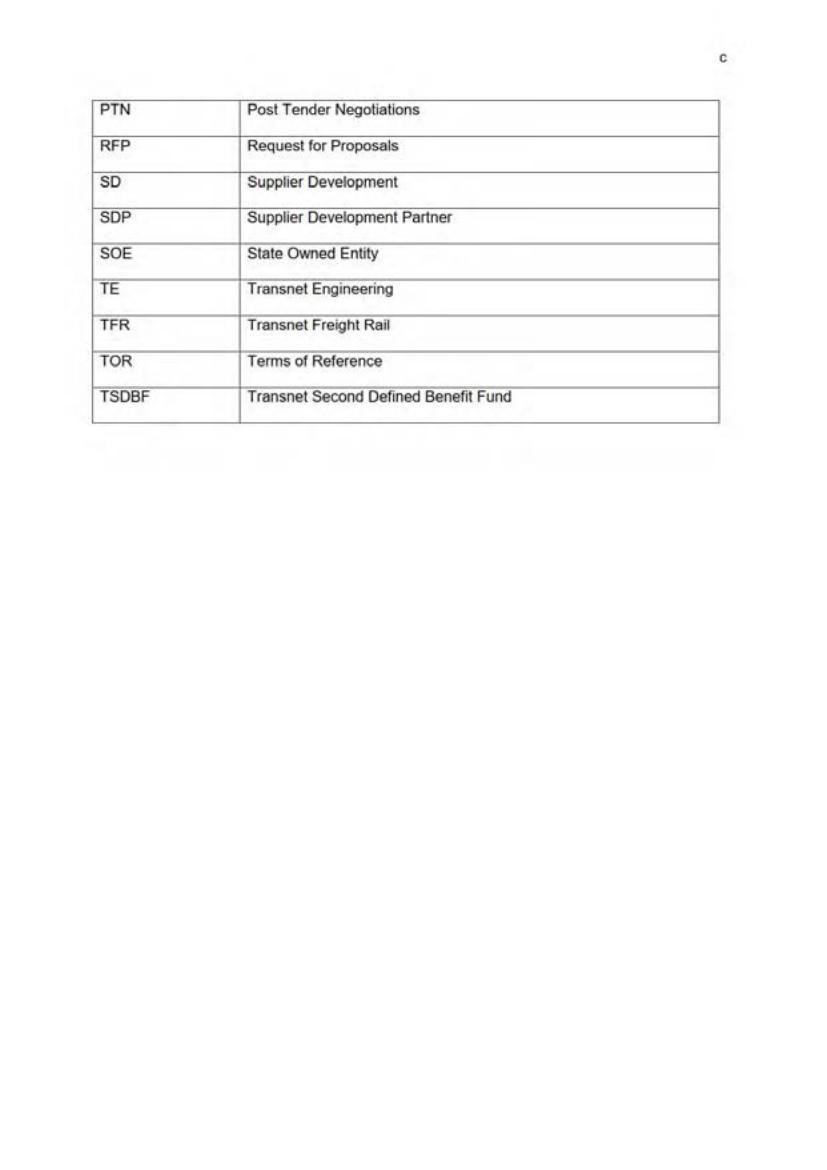 c
PTN Post Tender Negotiations
RFP Request for Proposals
SD Supplier Development
SDP Supplier Development Partner
SOE State Owned Entity
TE Transnet Engineering
TFR Transnet Freight Rail
TOR Terms of Reference
TSDBF Transnet Second Defined Benefit Fund